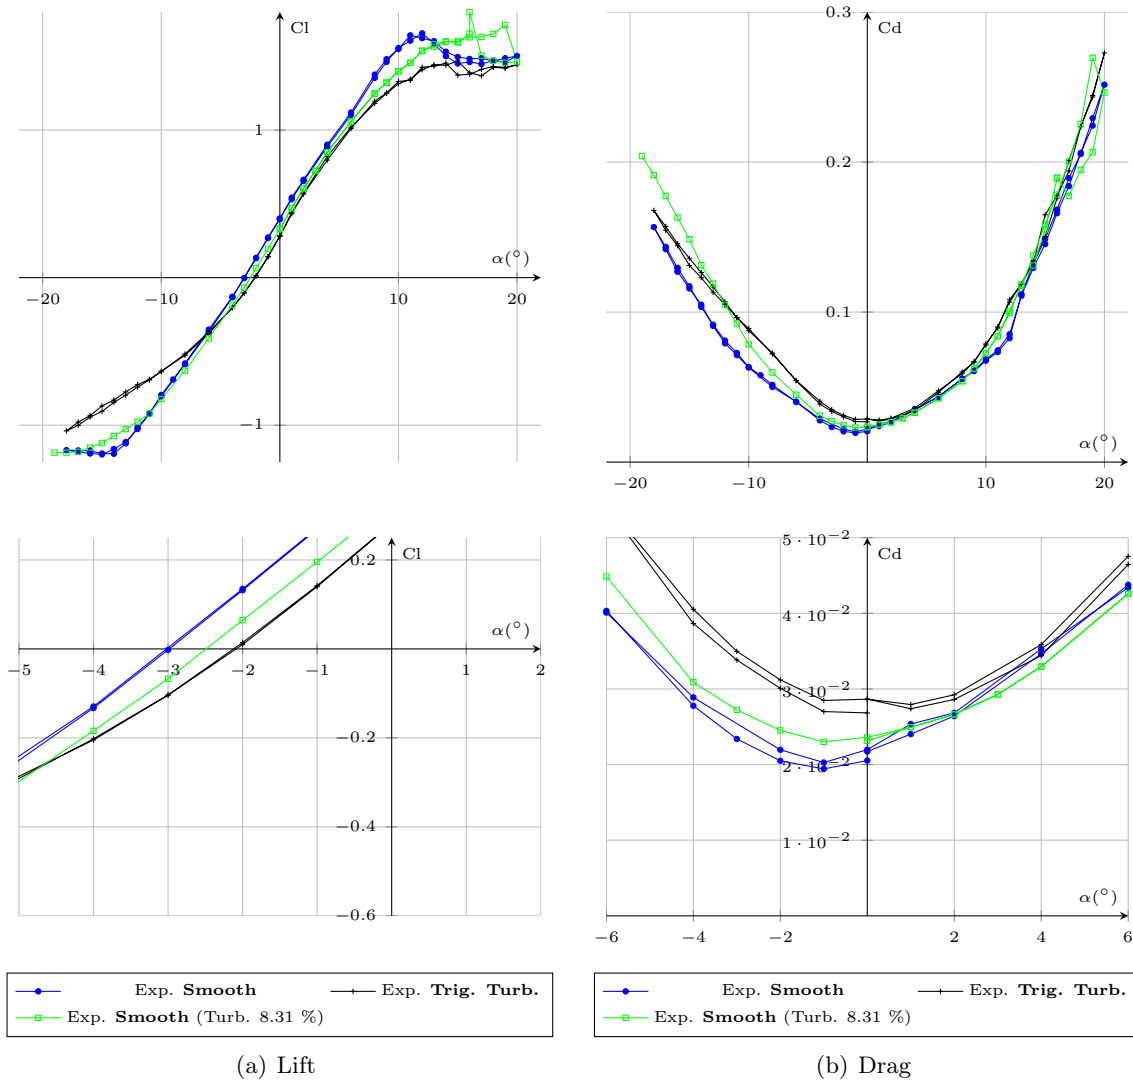 Cl
1
α(°)
−20
−10
10
20
−1
0.3
Cd
0.2
0.1
α(°)
−20
−10
10
20
0.2
Cl
α(°)
−5
−4
−3
−2
−1
2
−0.2
−0.4
−0.6
5 · 10−2
Cd
4 · 10−2
3 · 10−2
2 · 10−2
1 · 10−2
α(°)
−6
−4
−2
2
4
6
Exp. Smooth
Exp. Trig. Turb.
Exp. Smooth (Turb. 8.31 %)
Exp. Smooth
Exp. Trig. Turb.
Exp. Smooth (Turb. 8.31 %)
(a) Lift
(b) Drag